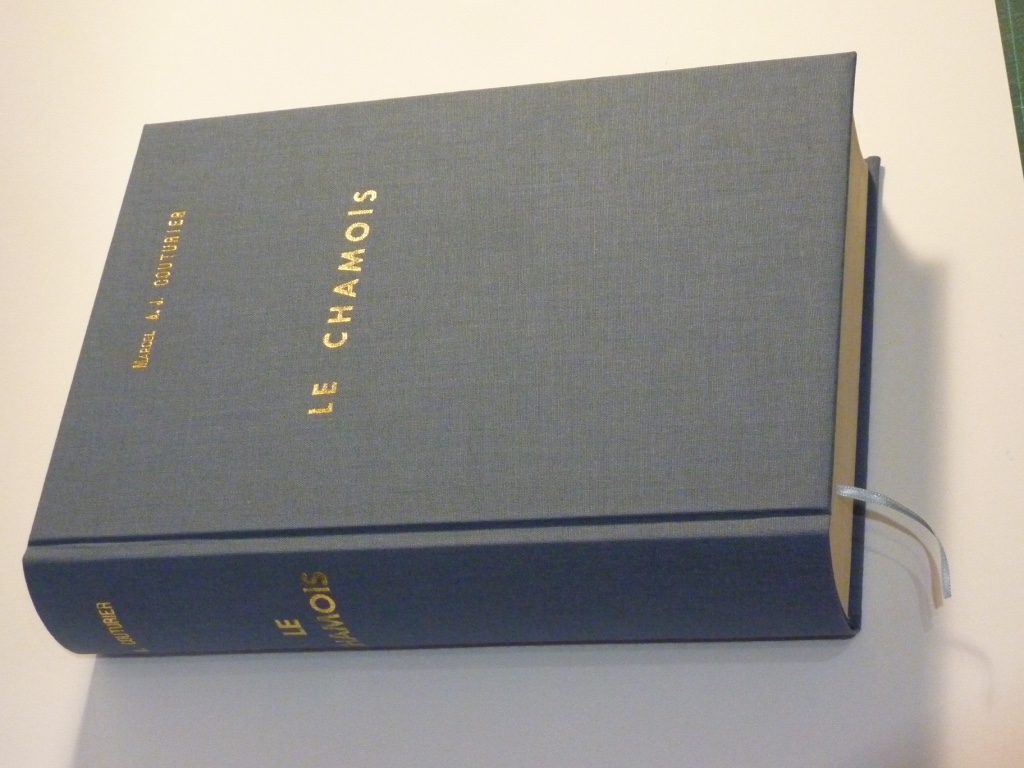 MARCEL A.J. COUTURIER
LE CHAMOIS
COUTURIER
LE
CHAMOIS